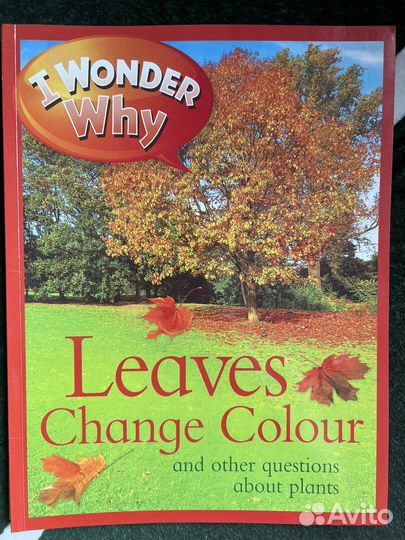 I WONDER
Why
Leaves
Change Colour
and other questions
about plants
Avito